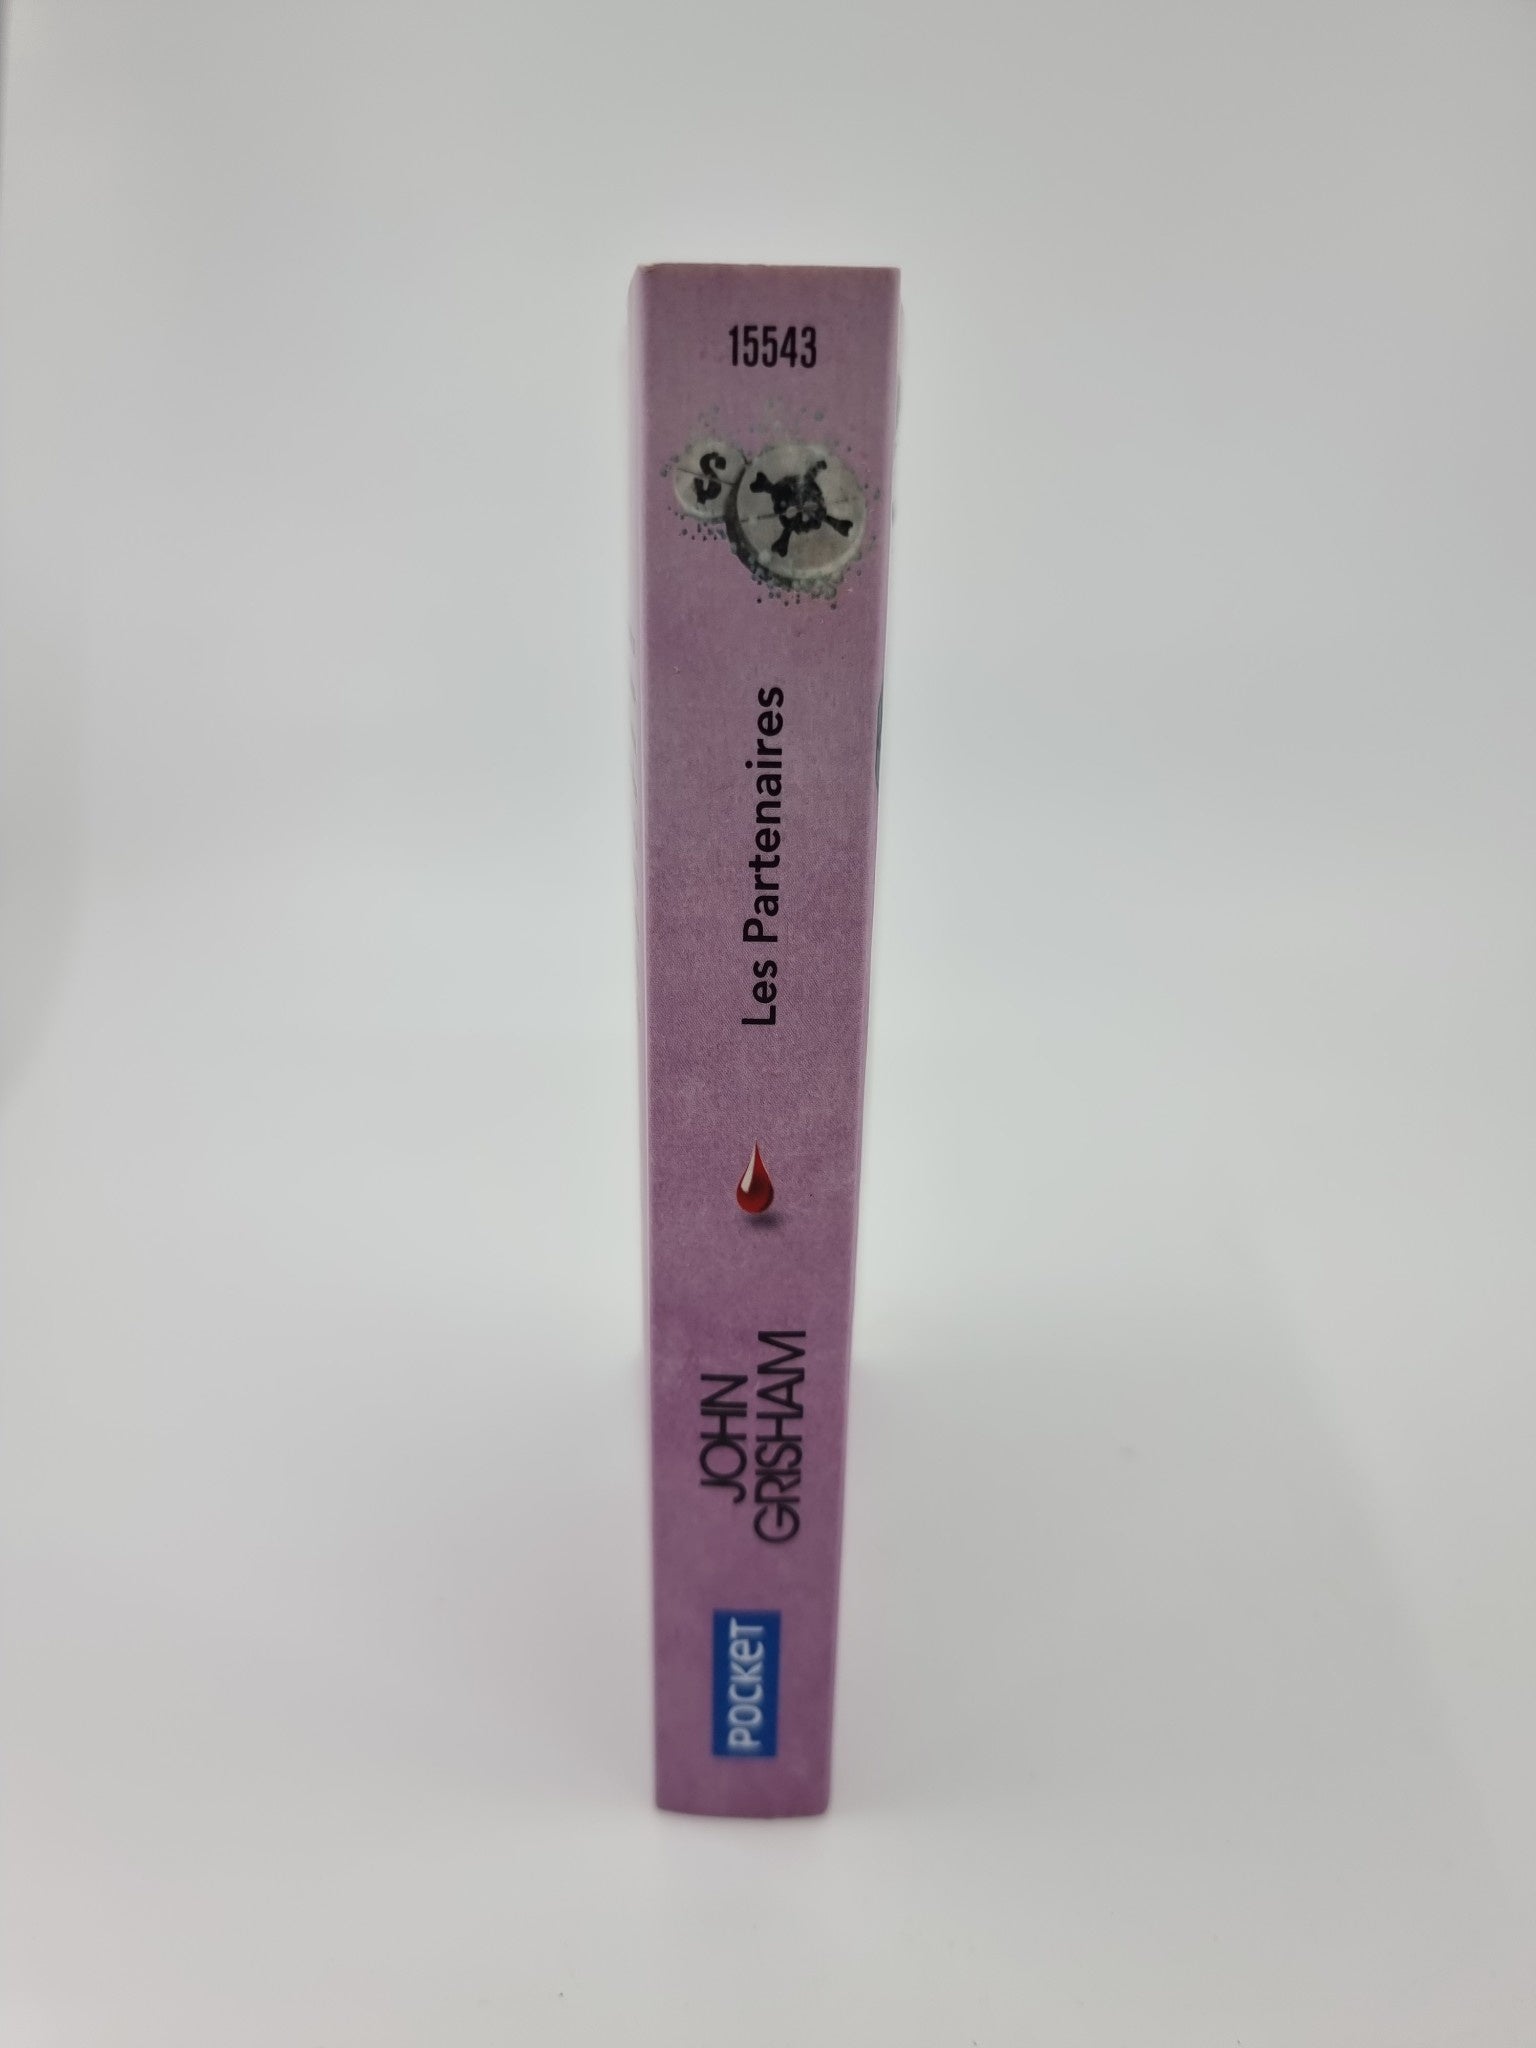 15543
S
Les Partenaires
JOHN
GRISHAM
POCKET